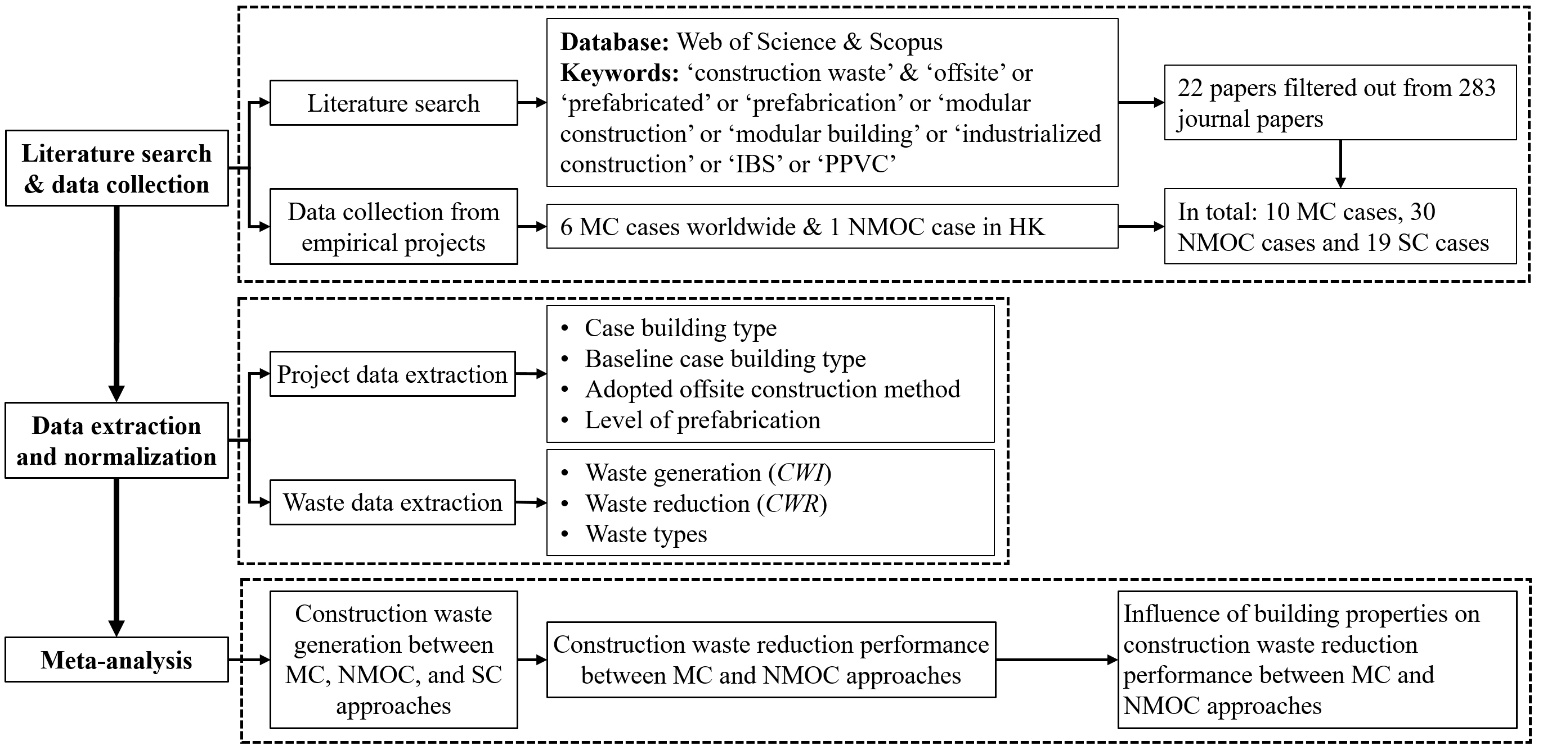 Literature search
& data collection
Literature search
Database: Web of Science & Scopus
Keywords: ‘construction waste’ & ‘offsite’ or
‘prefabricated’ or ‘prefabrication’ or ‘modular
construction’ or ‘modular building’ or ‘industrialized
construction’ or ‘IBS’ or ‘PPVC’
22 papers filtered out from 283
journal papers
Data collection from
empirical projects
6 MC cases worldwide & 1 NMOC case in HK
In total: 10 MC cases, 30
NMOC cases and 19 SC cases
Data extraction
and normalization
Project data extraction
• Case building type
• Baseline case building type
• Adopted offsite construction method
• Level of prefabrication
Waste data extraction
• Waste generation (CWI)
• Waste reduction (CWR)
• Waste types
Meta-analysis
Construction waste
generation between
MC, NMOC, and SC
approaches
Construction waste reduction performance
between MC and NMOC approaches
Influence of building properties on
construction waste reduction
performance between MC and
NMOC approaches